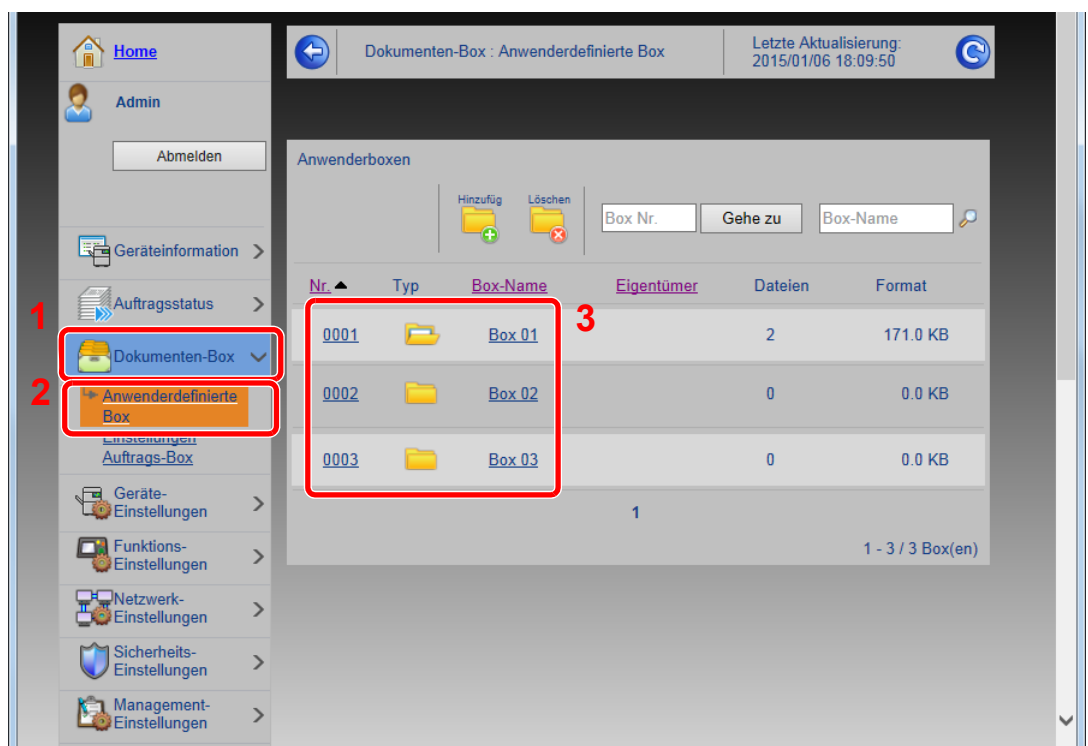 Home
Dokumenten-Box : Anwenderdefinierte Box
Letzte Aktualisierung:
2015/01/06 18:09:50
Admin
Abmelden
Anwenderboxen
Hinzufüg
Löschen
Box Nr.
Gehe zu
Box-Name
Geräteinformation
Auftragsstatus
1
Dokumenten-Box
2
Anwenderdefinierte
Box
Einstellungen
Auftrags-Box
Geräte-
Einstellungen
Funktions-
Einstellungen
Netzwerk-
Einstellungen
Sicherheits-
Einstellungen
Management-
Einstellungen
Nr. Typ Box-Name Eigentümer Dateien Format
3
0001 Box 01 2 171.0 KB
0002 Box 02 0 0.0 KB
0003 Box 03 0 0.0 KB
1
1 - 3 / 3 Box(en)